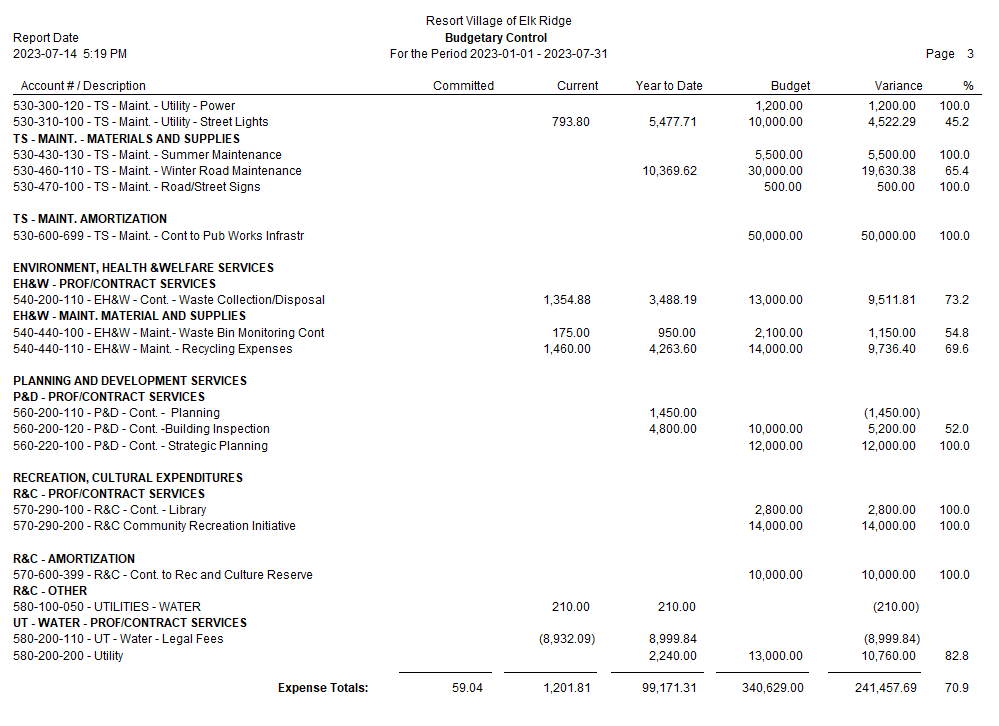 Resort Village of Elk Ridge
Report Date Budgetary Control
2023-07-14 5:19 PM For the Period 2023-01-01 - 2023-07-31 Page 3
Account # / Description Committed Current Year to Date Budget Variance %
530-300-120 - TS - Maint. - Utility - Power 1,200.00 1,200.00 100.0
530-310-100 - TS - Maint. - Utility - Street Lights 793.80 5,477.71 10,000.00 4,522.29 45.2
TS - MAINT. - MATERIALS AND SUPPLIES
530-430-130 - TS - Maint. - Summer Maintenance 5,500.00 5,500.00 100.0
530-460-110 - TS - Maint. - Winter Road Maintenance 10,369.62 30,000.00 19,630.38 65.4
530-470-100 - TS - Maint. - Road/Street Signs 500.00 500.00 100.0
TS - MAINT. AMORTIZATION
530-600-699 - TS - Maint. - Cont to Pub Works Infrastr 50,000.00 50,000.00 100.0
ENVIRONMENT, HEALTH &WELFARE SERVICES
EH&W - PROF/CONTRACT SERVICES
540-200-110 - EH&W - Cont. - Waste Collection/Disposal 1,354.88 3,488.19 13,000.00 9,511.81 73.2
EH&W - MAINT. MATERIAL AND SUPPLIES
540-440-100 - EH&W - Maint.- Waste Bin Monitoring Cont 175.00 950.00 2,100.00 1,150.00 54.8
540-440-110 - EH&W - Maint. - Recycling Expenses 1,460.00 4,263.60 14,000.00 9,736.40 69.6
PLANNING AND DEVELOPMENT SERVICES
P&D - PROF/CONTRACT SERVICES
560-200-110 - P&D - Cont. - Planning 1,450.00 (1,450.00)
560-200-120 - P&D - Cont. -Building Inspection 4,800.00 10,000.00 5,200.00 52.0
560-220-100 - P&D - Cont. - Strategic Planning 12,000.00 12,000.00 100.0
RECREATION, CULTURAL EXPENDITURES
R&C - PROF/CONTRACT SERVICES
570-290-100 - R&C - Cont. - Library 2,800.00 2,800.00 100.0
570-290-200 - R&C Community Recreation Initiative 14,000.00 14,000.00 100.0
R&C - AMORTIZATION
570-600-399 - R&C - Cont. to Rec and Culture Reserve 10,000.00 10,000.00 100.0
R&C - OTHER
580-100-050 - UTILITIES - WATER 210.00 210.00 (210.00)
UT - WATER - PROF/CONTRACT SERVICES
580-200-110 - UT - Water - Legal Fees (8,932.09) 8,999.84 (8,999.84)
580-200-200 - Utility 2,240.00 13,000.00 10,760.00 82.8
Expense Totals: 59.04 1,201.81 99,171.31 340,629.00 241,457.69 70.9